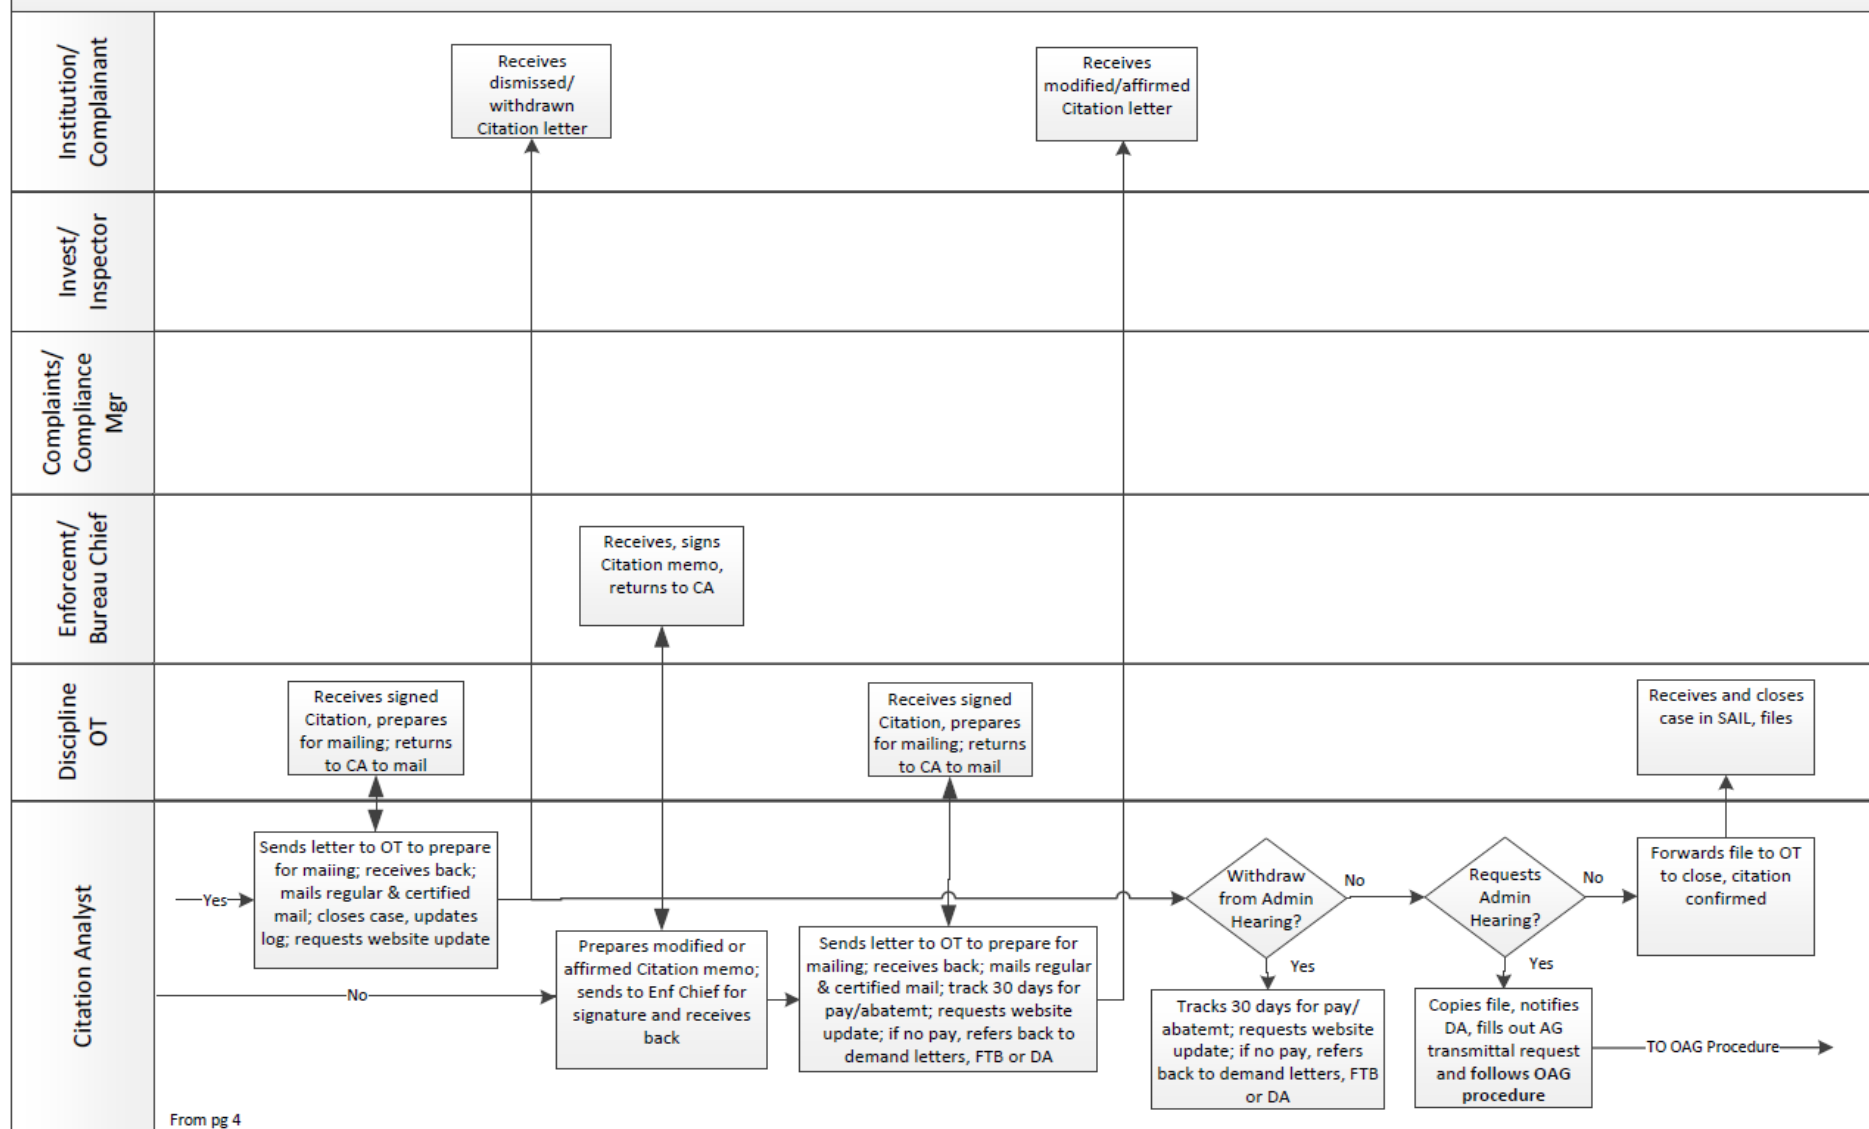 Institution/
Complainant
Receives
dismissed/
withdrawn
Citation letter
Receives
modified/affirmed
Citation letter
Invest/
Inspector
Complaints/
Compliance
Mgr
Enforcemt/
Bureau Chief
Receives, signs
Citation memo,
returns to CA
Discipline
OT
Receives signed
Citation, prepares
for mailing; returns
to CA to mail
Receives signed
Citation, prepares
for mailing; returns
to CA to mail
Receives and closes
case in SAIL, files
Citation Analyst
Yes
Sends letter to OT to prepare
for maiing; receives back;
mails regular & certified
mail; closes case, updates
log; requests website update
No
Prepares modified or
affirmed Citation memo;
sends to Enf Chief for
signature and receives
back
Sends letter to OT to prepare for
mailing; receives back; mails regular
& certified mail; track 30 days for
pay/abatemt; requests website
update; if no pay, refers back to
demand letters, FTB or DA
Withdraw
from Admin
Hearing?
No
Yes
Tracks 30 days for pay/
abatemt; requests website
update; if no pay, refers
back to demand letters, FTB
or DA
Requests
Admin
Hearing?
No
Yes
Copies file, notifies
DA, fills out AG
transmittal request
and follows OAG
procedure
TO OAG Procedure
Forwards file to OT
to close, citation
confirmed
From pg 4